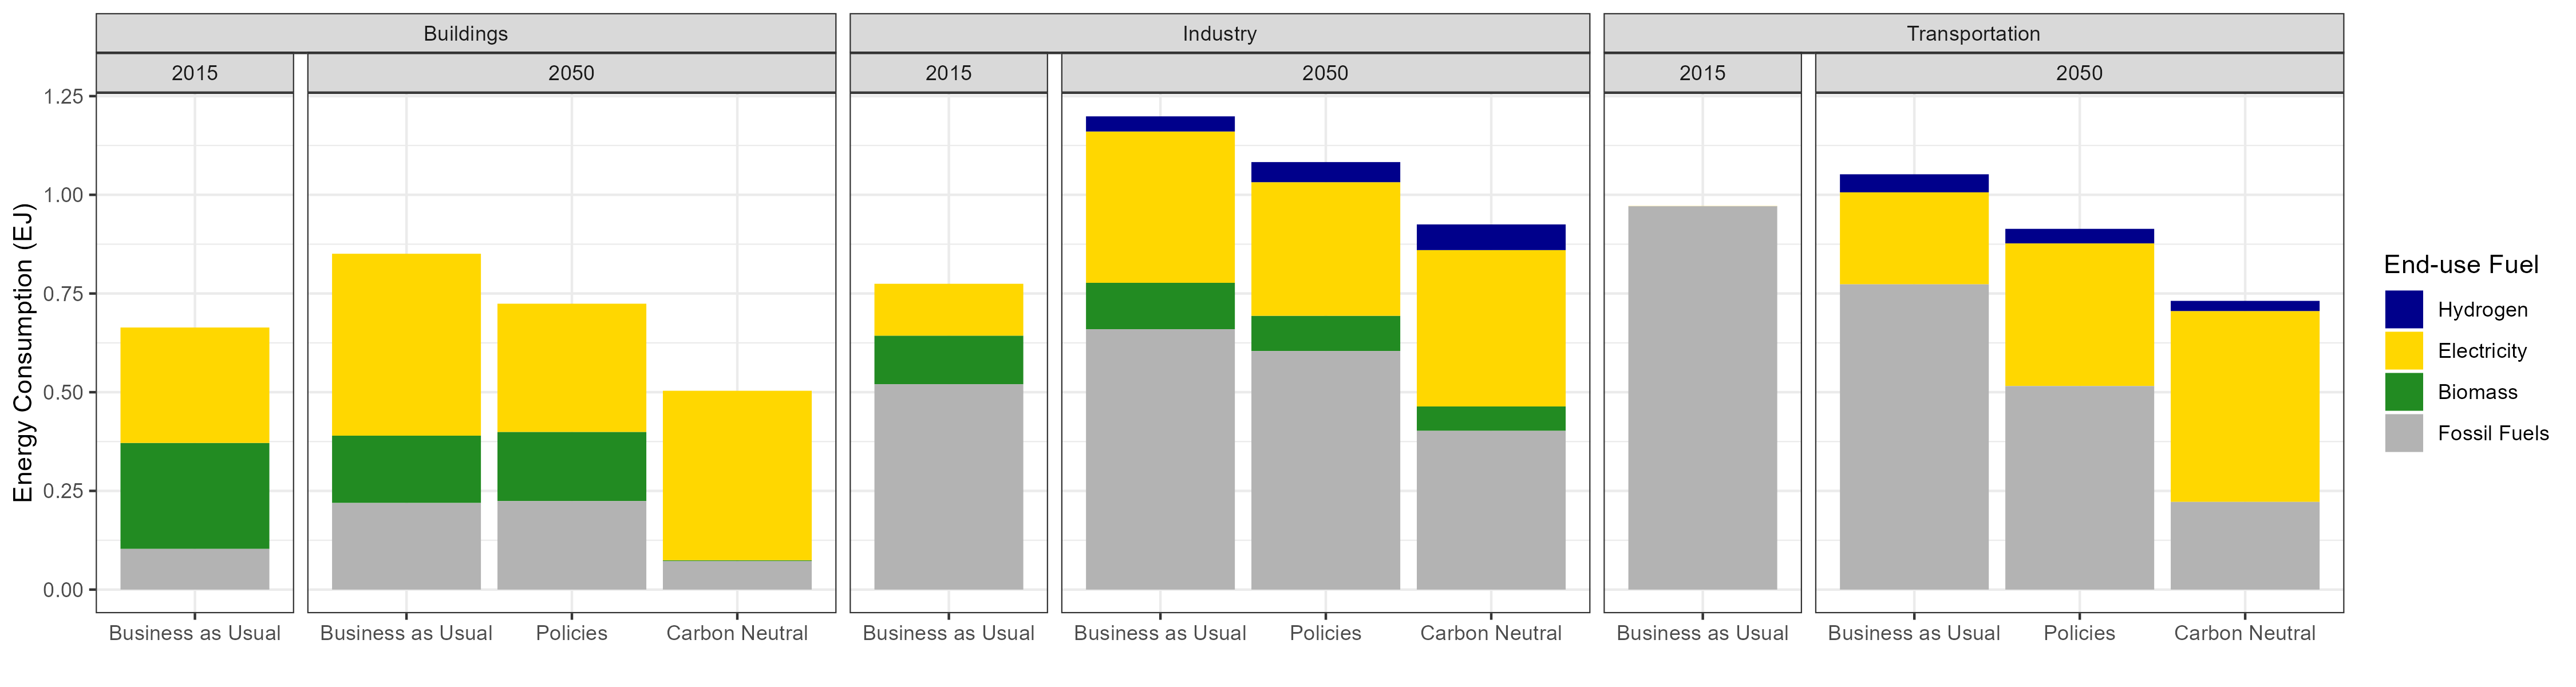 Buildings
Industry
Transportation
2015
2050
2015
2050
2015
2050
Energy Consumption (EJ)
1.25
1.00
0.75
0.50
0.25
0.00
Business as Usual
Business as Usual
Policies
Carbon Neutral
Business as Usual
Business as Usual
Policies
Carbon Neutral
Business as Usual
Business as Usual
Policies
Carbon Neutral
End-use Fuel
Hydrogen
Electricity
Biomass
Fossil Fuels